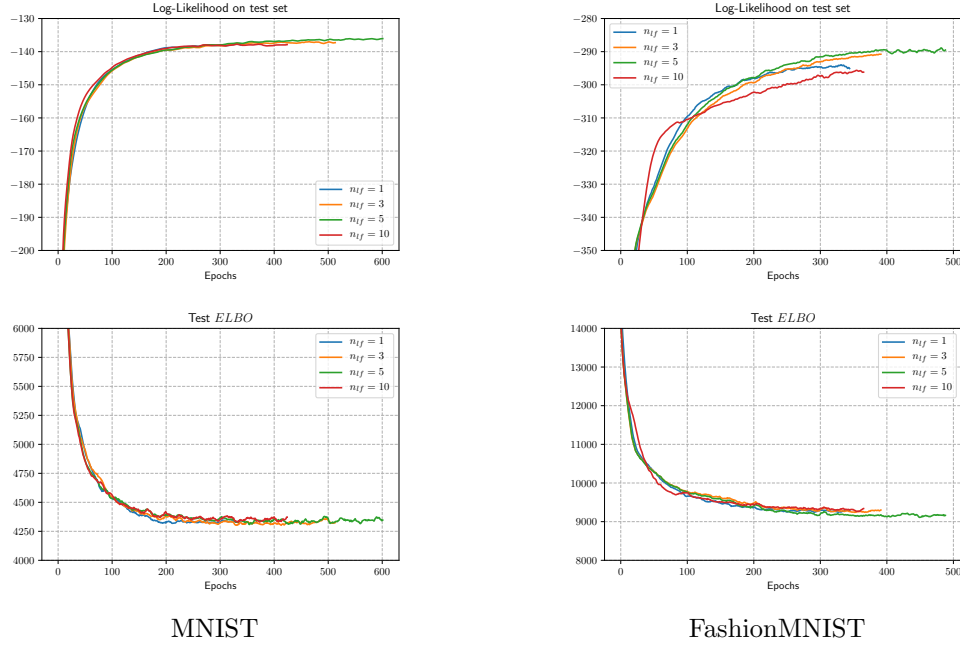 Log-Likelihood on test set
−130
−140
−150
−160
−170
−180
−190
−200
0 100 200 300 400 500 600
Epochs
n_lf = 1
n_lf = 3
n_lf = 5
n_lf = 10
Log-Likelihood on test set
−280
−290
−300
−310
−320
−330
−340
−350
0 100 200 300 400 500
Epochs
n_lf = 1
n_lf = 3
n_lf = 5
n_lf = 10
Test ELBO
6000
5750
5500
5250
5000
4750
4500
4250
4000
0 100 200 300 400 500 600
Epochs
n_lf = 1
n_lf = 3
n_lf = 5
n_lf = 10
Test ELBO
14000
13000
12000
11000
10000
9000
8000
0 100 200 300 400 500
Epochs
n_lf = 1
n_lf = 3
n_lf = 5
n_lf = 10
MNIST
FashionMNIST